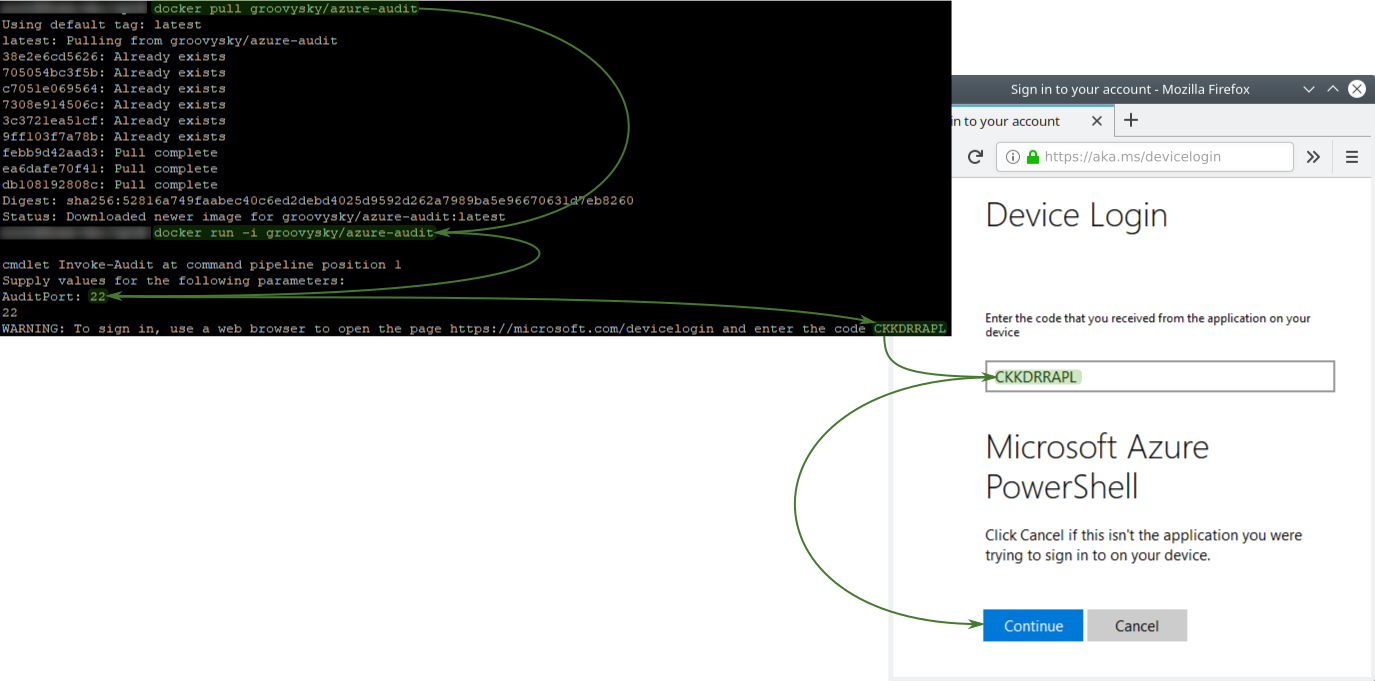 docker pull groovysky/azure-audit
Using default tag: latest
latest: Pulling from groovysky/azure-audit
38e2e6cd5626: Already exists
705054bc3f5b: Already exists
c7051e069564: Already exists
7308e914506c: Already exists
3c3721ea51cf: Already exists
9ff103f7a78b: Already exists
febb9d42aad3: Pull complete
ea6dafe70f41: Pull complete
db108192808c: Pull complete
Digest: sha256:52816a749faabec40c6ed2debd4025d9592d262a7989ba5e96670631d7eb8260
Status: Downloaded newer image for groovysky/azure-audit:latest
docker run -i groovysky/azure-audit
cmdlet Invoke-Audit at command pipeline position 1
Supply values for the following parameters:
AuditPort: 22
22
WARNING: To sign in, use a web browser to open the page https://microsoft.com/devicelogin and enter the code CKKDRRAPL
Sign in to your account - Mozilla Firefox
in to your account
https://aka.ms/devicelogin
Device Login
Enter the code that you received from the application on your
device
CKKDRRAPL
Microsoft Azure
PowerShell
Click Cancel if this isn't the application you were
trying to sign in to on your device.
Continue
Cancel